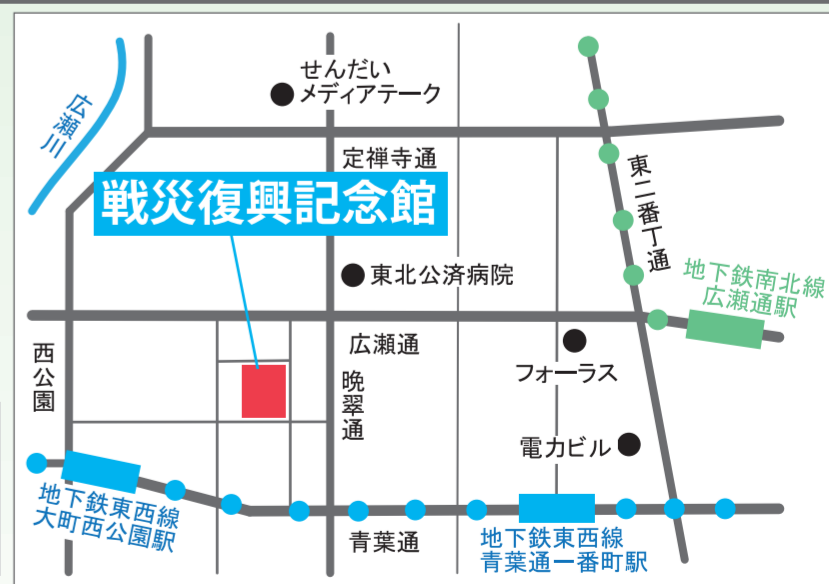 せんだい
メディアテーク
広瀬川
定禅寺通
東二番丁通
戦災復興記念館
東北公済病院
地下鉄南北線
広瀬通駅
西公園
広瀬通
晩翠通
フォーラス
電力ビル
地下鉄東西線
大町西公園駅
青葉通
地下鉄東西線
青葉通一番町駅